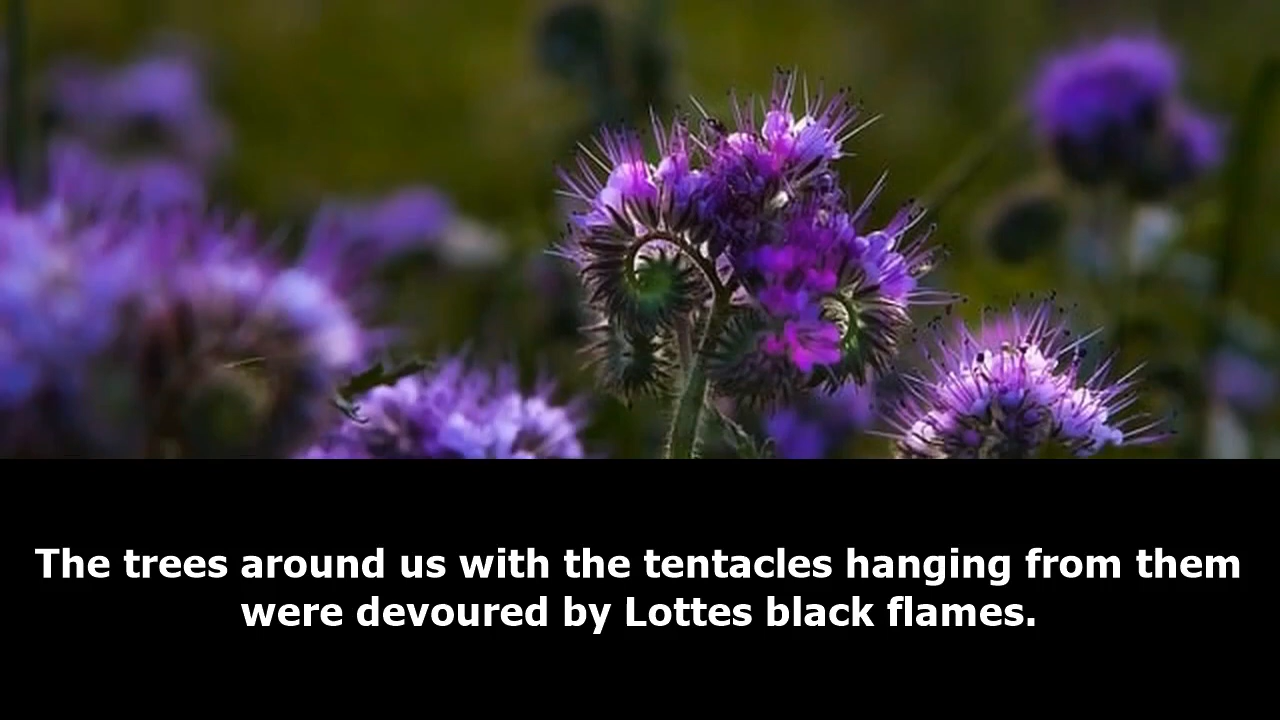 The trees around us with the tentacles hanging from them
were devoured by Lottes black flames.